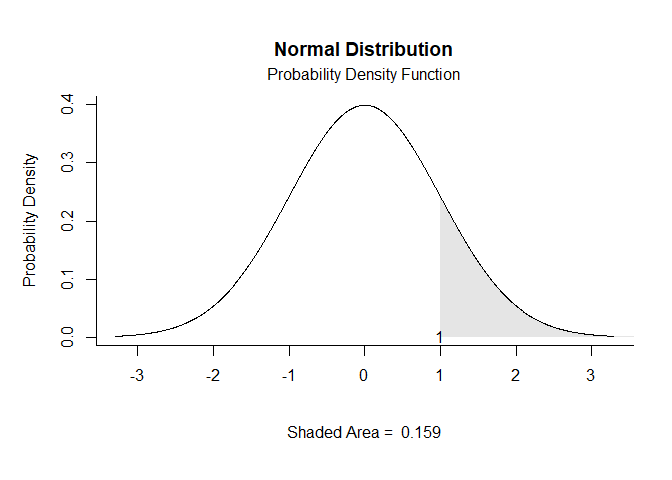 Normal Distribution
Probability Density Function
Probability Density
0.4
0.3
0.2
0.1
0.0
1
-3 -2 -1 0 1 2 3
Shaded Area = 0.159